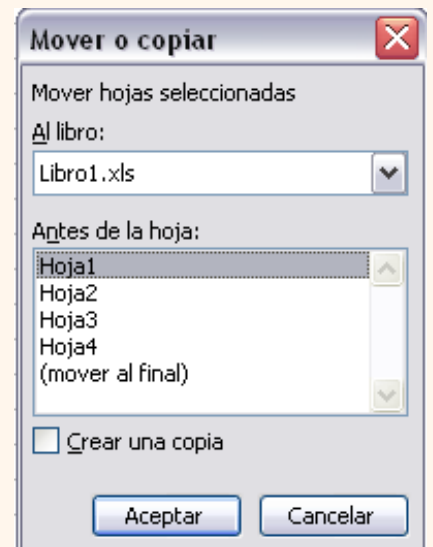 Mover o copiar
Mover hojas seleccionadas
Al libro:
Libro1.xls
Antes de la hoja:
Hoja1
Hoja2
Hoja3
Hoja4
(mover al final)
Crear una copia
Aceptar Cancelar